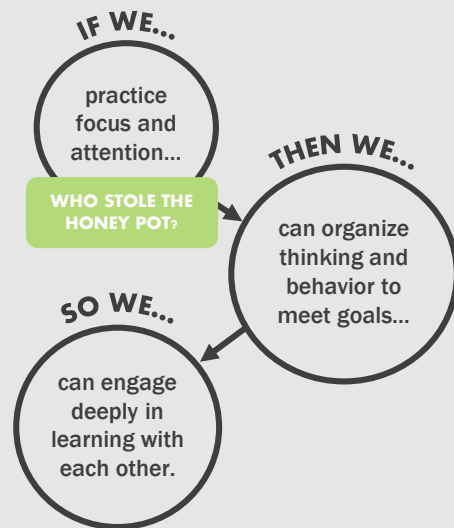 IF WE...
practice
focus and
attention...
WHO STOLE THE
HONEY POT?
THEN WE...
can organize
thinking and
behavior to
meet goals...
SO WE...
can engage
deeply in
learning with
each other.